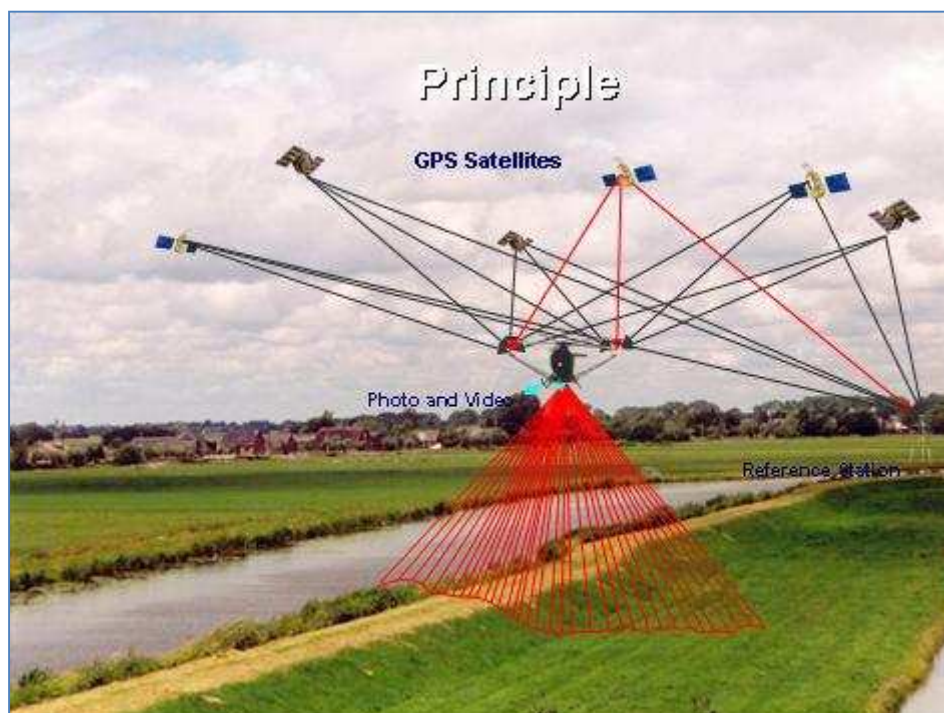 Principle
GPS Satellites
Photo and Video
Reference Station